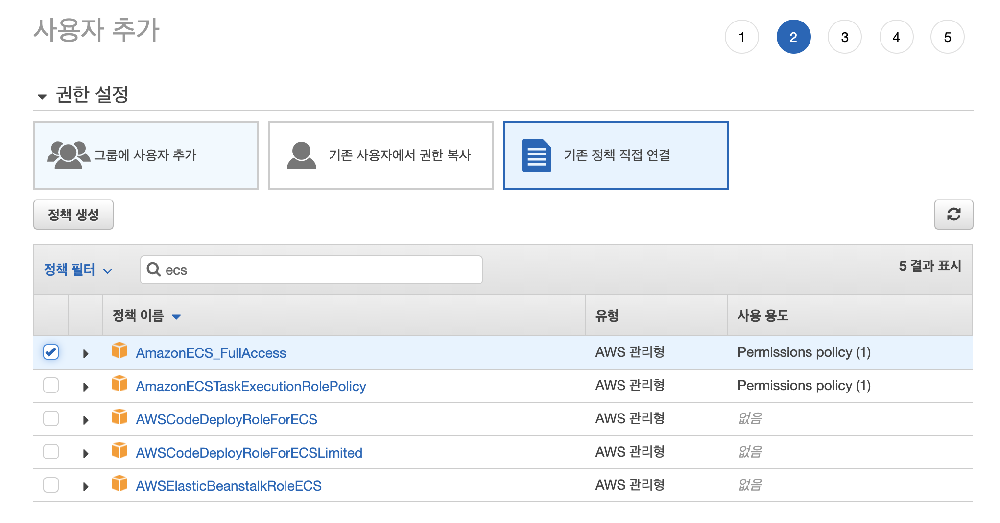 사용자 추가
1 2 3 4 5
권한 설정
그룹에 사용자 추가
기존 사용자에서 권한 복사
기존 정책 직접 연결
정책 생성
정책 필터 ecs 5 결과 표시
정책 이름 유형 사용 용도
AmazonECS_FullAccess AWS 관리형 Permissions policy (1)
AmazonECSTaskExecutionRolePolicy AWS 관리형 Permissions policy (1)
AWSCodeDeployRoleForECS AWS 관리형 없음
AWSCodeDeployRoleForECSLimited AWS 관리형 없음
AWSElasticBeanstalkRoleECS AWS 관리형 없음